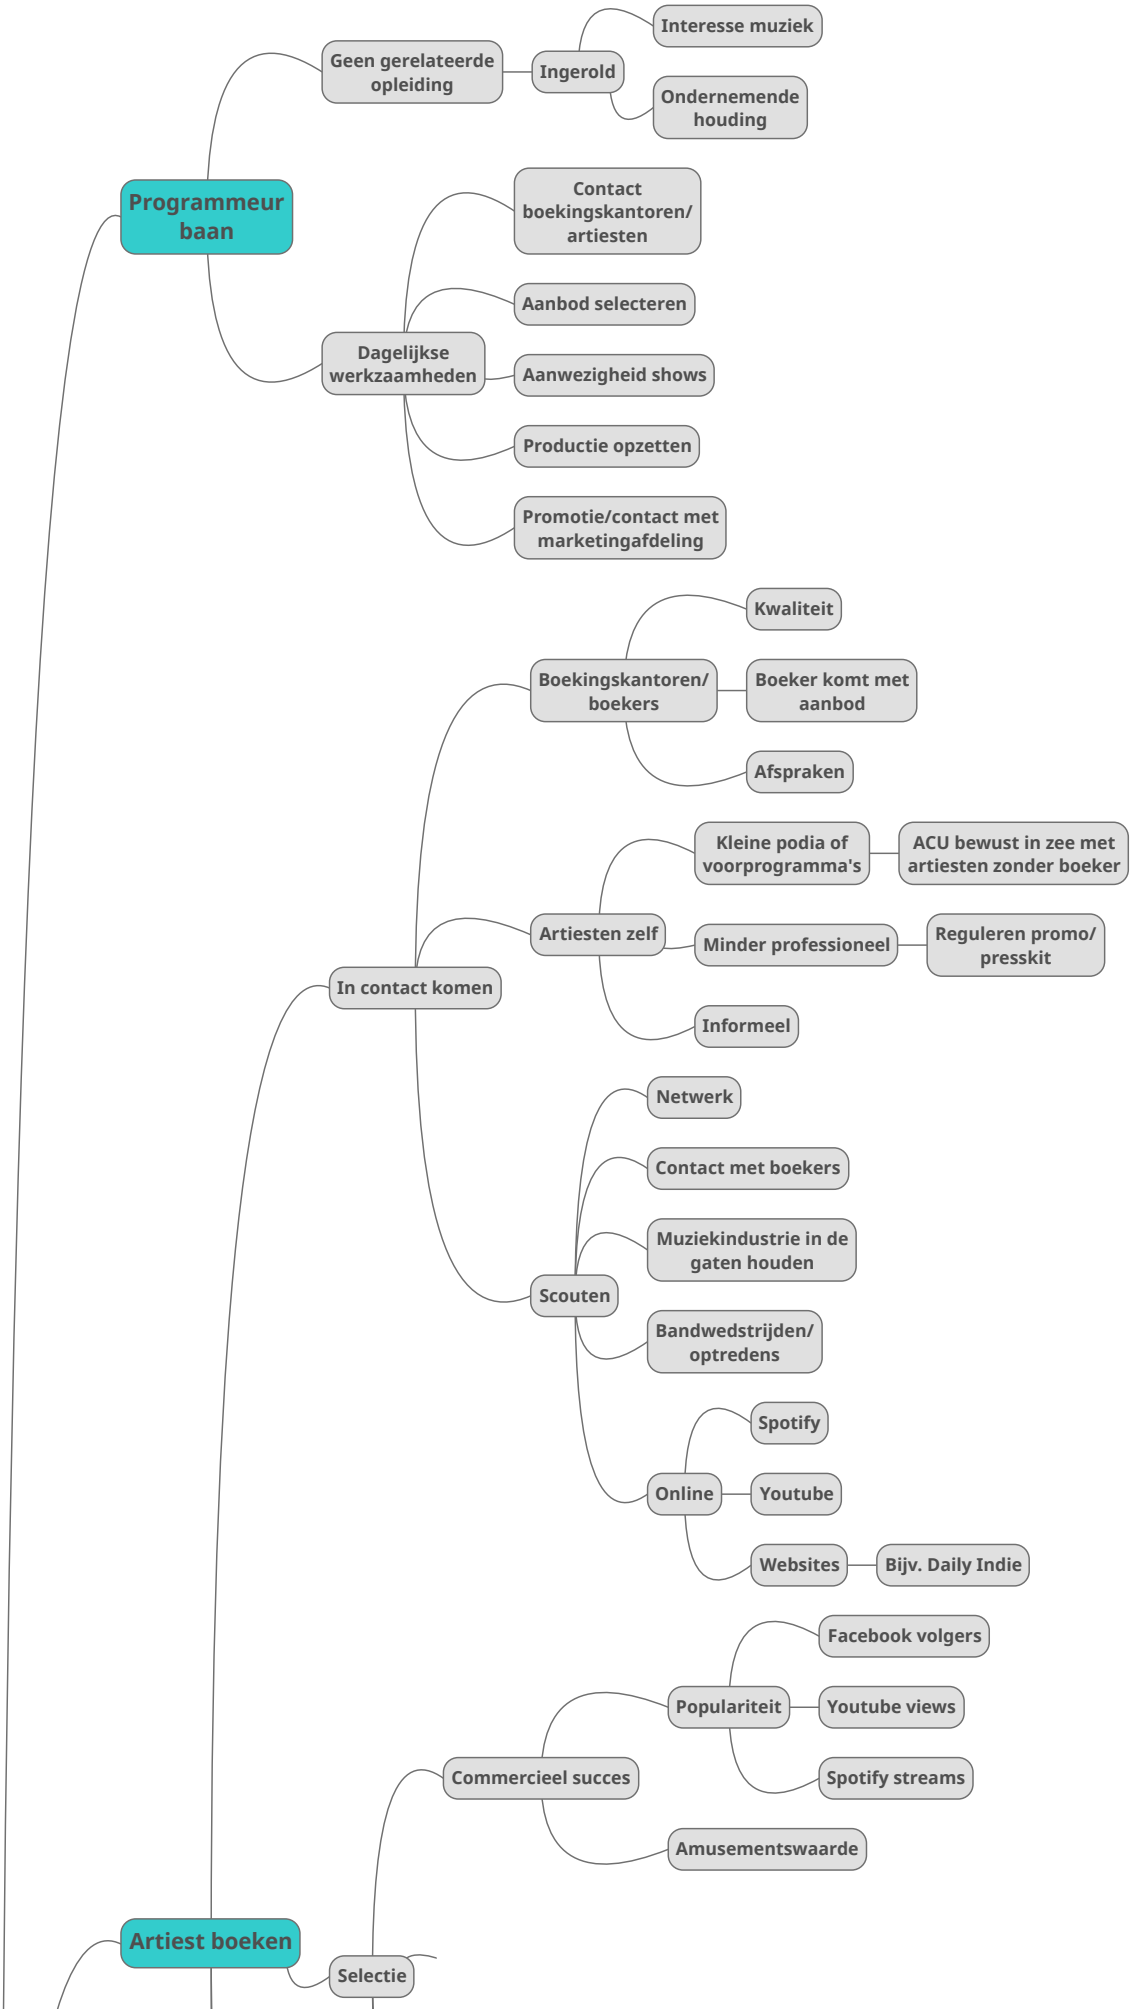 Interesse muziek
Geen gerelateerde
opleiding
Ingerold
Ondernemende
houding
Programmeur
baan
Contact
boekingskantoren/
artiesten
Aanbod selecteren
Dagelijkse
werkzaamheden
Aanwezigheid shows
Productie opzetten
Promotie/contact met
marketingafdeling
Kwaliteit
Boekingskantoren/
boekers
Boeker komt met
aanbod
Afspraken
Kleine podia of
voorprogramma's
ACU bewust in zee met
artiesten zonder boeker
Artiesten zelf
Minder professioneel
Reguleren promo/
presskit
In contact komen
Informeel
Netwerk
Contact met boekers
Muziekindustrie in de
gaten houden
Scouten
Bandwedstrijden/
optredens
Spotify
Online
Youtube
Websites
Bijv. Daily Indie
Facebook volgers
Populariteit
Youtube views
Commercieel succes
Spotify streams
Amusementswaarde
Artiest boeken
Selectie